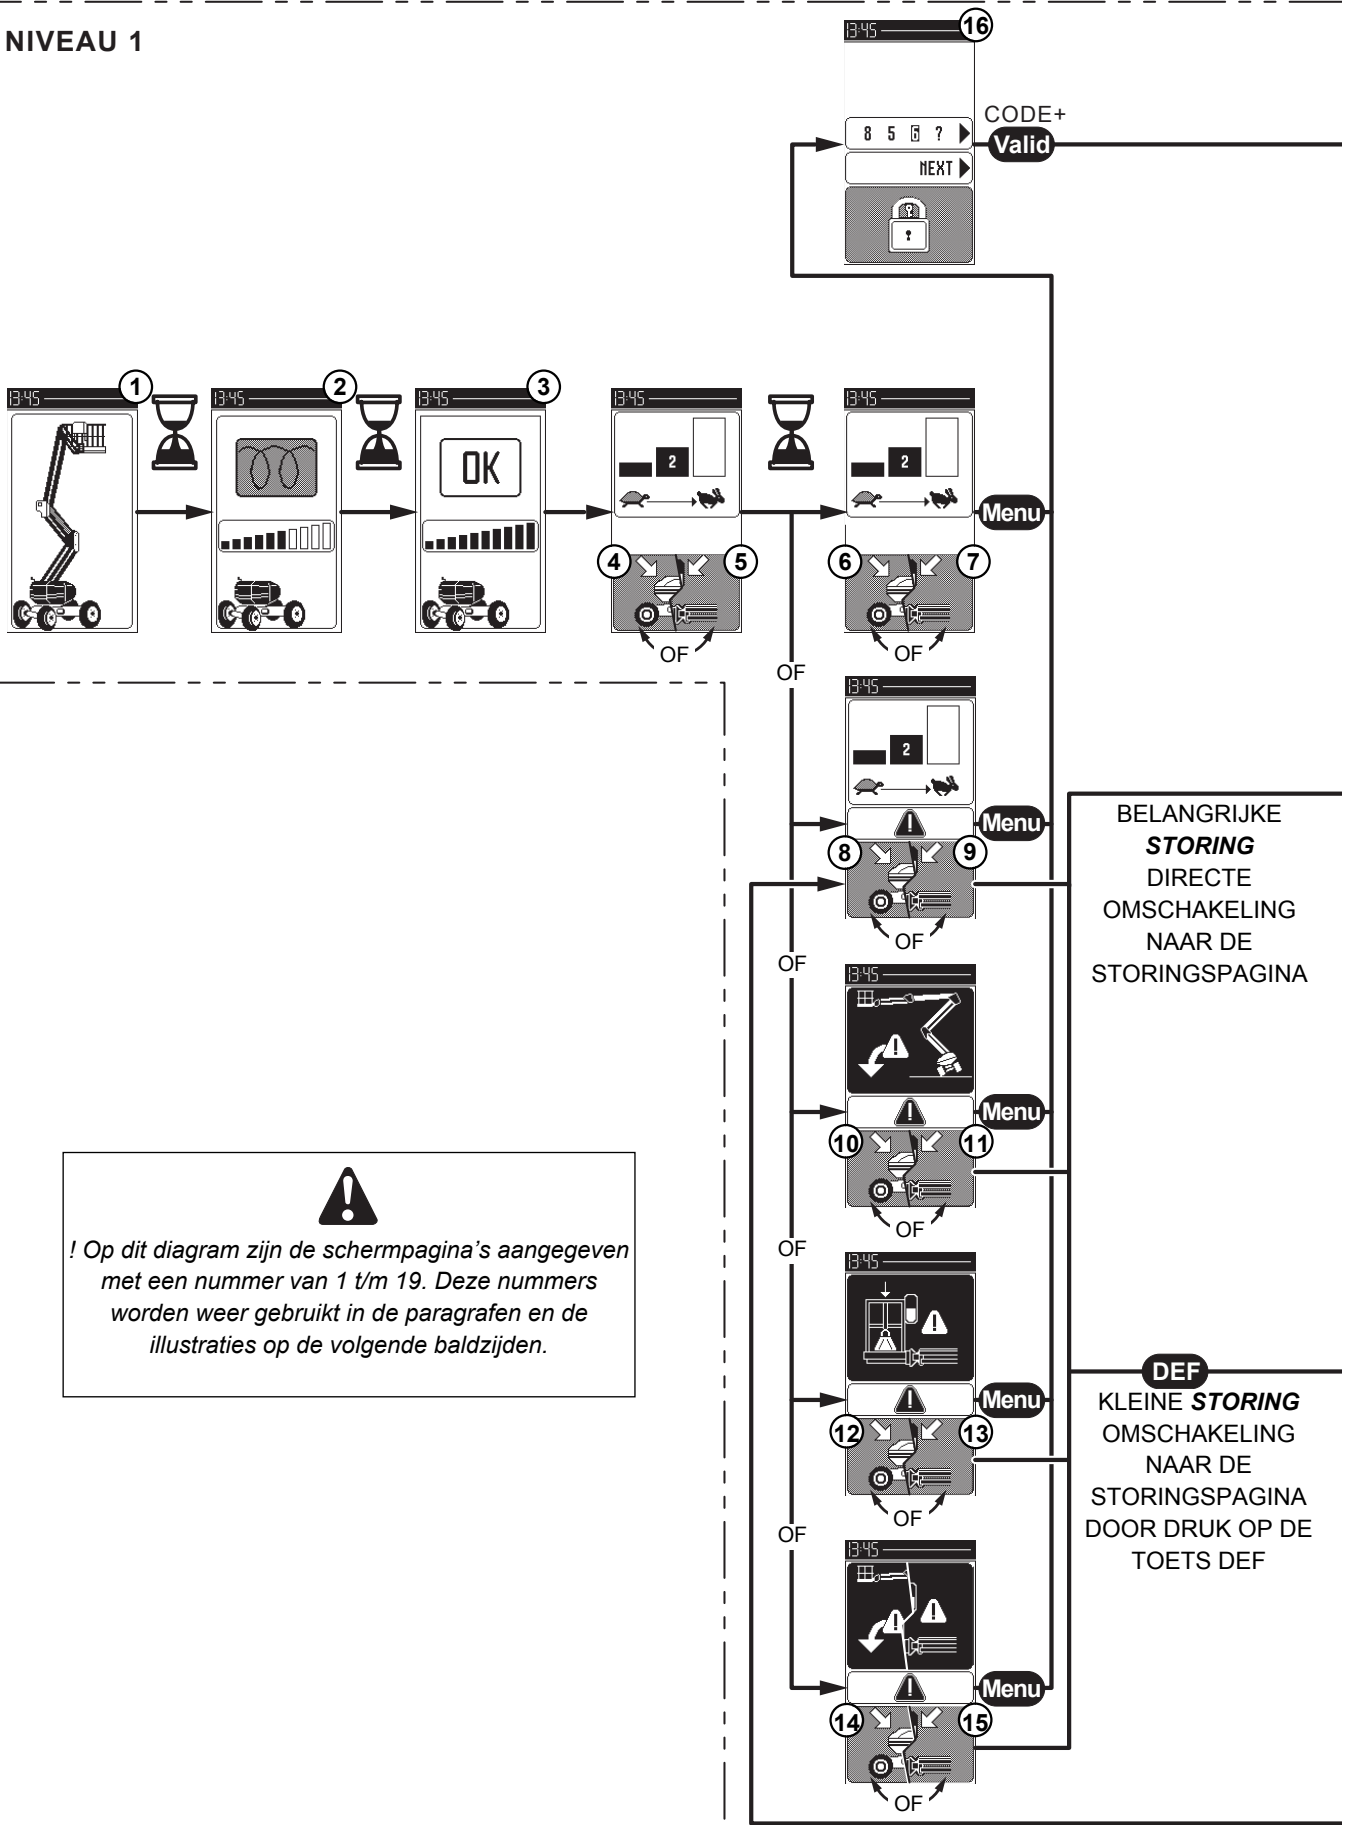 NIVEAU 1
13:45
16
CODE+
8 5 6 ?
Valid
NEXT
13:45
1
13:45
2
13:45
3
OK
13:45
2
4
5
OF
13:45
2
Menu
6
7
OF
OF
13:45
2
Menu
8
9
OF
BELANGRIJKE
STORING
DIRECTE
OMSCHAKELING
NAAR DE
STORINGSPAGINA
OF
13:45
Menu
10
11
OF
! Op dit diagram zijn de schermpagina's aangegeven
met een nummer van 1 t/m 19. Deze nummers
worden weer gebruikt in de paragrafen en de
illustraties op de volgende baldzijden.
OF
13:45
Menu
12
13
OF
DEF
KLEINE STORING
OMSCHAKELING
NAAR DE
STORINGSPAGINA
DOOR DRUK OP DE
TOETS DEF
OF
13:45
Menu
14
15
OF